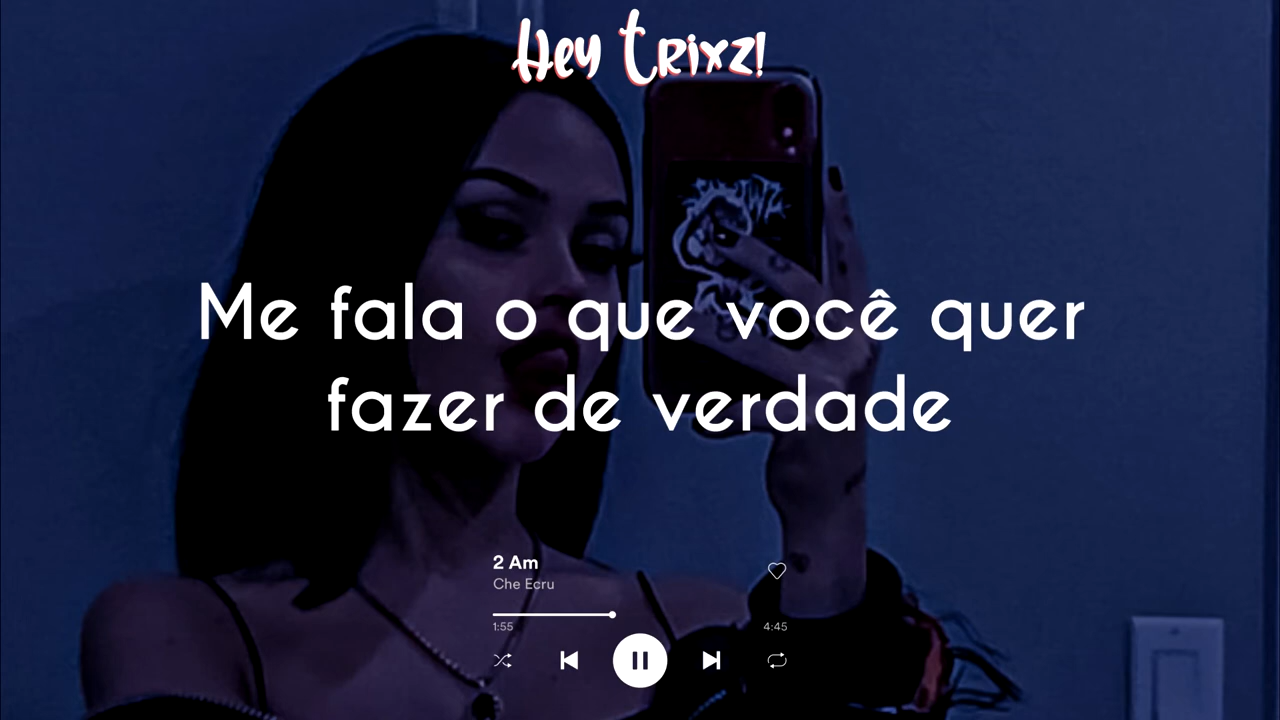 Hey Trixz!
Me fala o que você quer
fazer de verdade
2 Am
Che Ecru
1:55
4:45